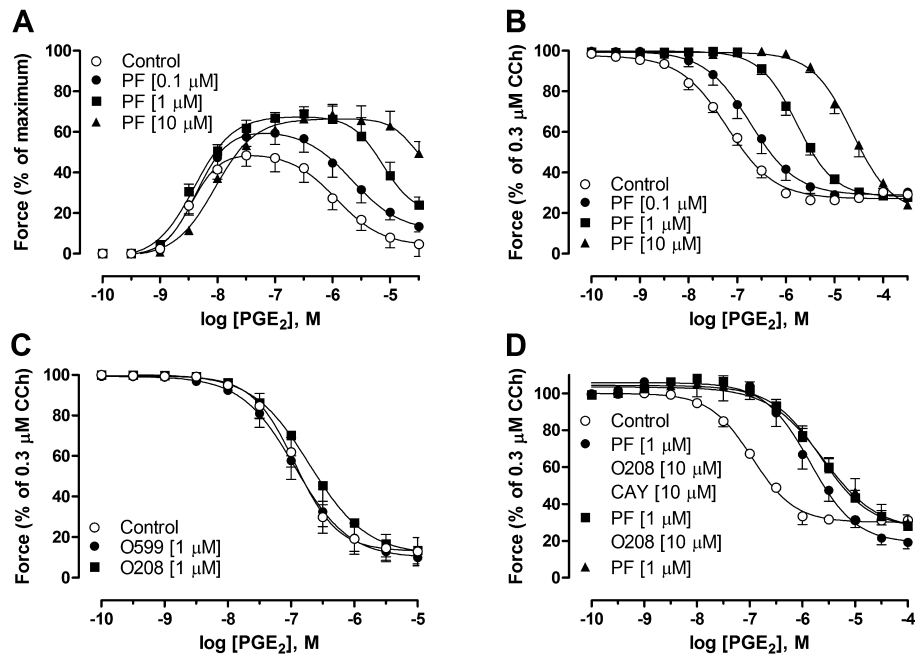 A
Force (% of maximum)
100
80
60
40
20
0
Control
PF [0.1 μM]
PF [1 μM]
PF [10 μM]
-10
-9
-8
-7
-6
-5
log [PGE₂], M
B
Force (% of 0.3 μM CCh)
100
80
60
40
20
0
Control
PF [0.1 μM]
PF [1 μM]
PF [10 μM]
-10
-9
-8
-7
-6
-5
-4
log [PGE₂], M
C
Force (% of 0.3 μM CCh)
100
80
60
40
20
0
Control
O599 [1 μM]
O208 [1 μM]
-10
-9
-8
-7
-6
-5
log [PGE₂], M
D
Force (% of 0.3 μM CCh)
100
80
60
40
20
0
Control
PF [1 μM]
O208 [10 μM]
CAY [10 μM]
PF [1 μM]
O208 [10 μM]
PF [1 μM]
-10
-9
-8
-7
-6
-5
-4
log [PGE₂], M